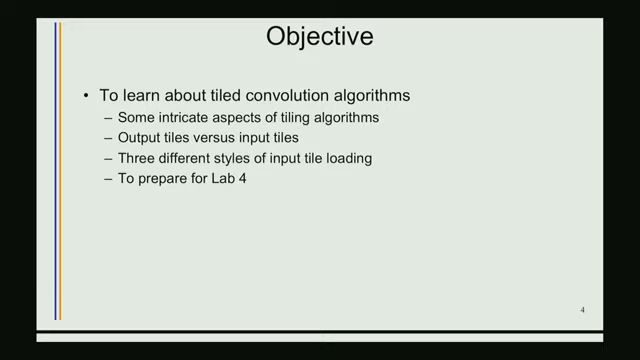 Objective
• To learn about tiled convolution algorithms
– Some intricate aspects of tiling algorithms
– Output tiles versus input tiles
– Three different styles of input tile loading
– To prepare for Lab 4
4